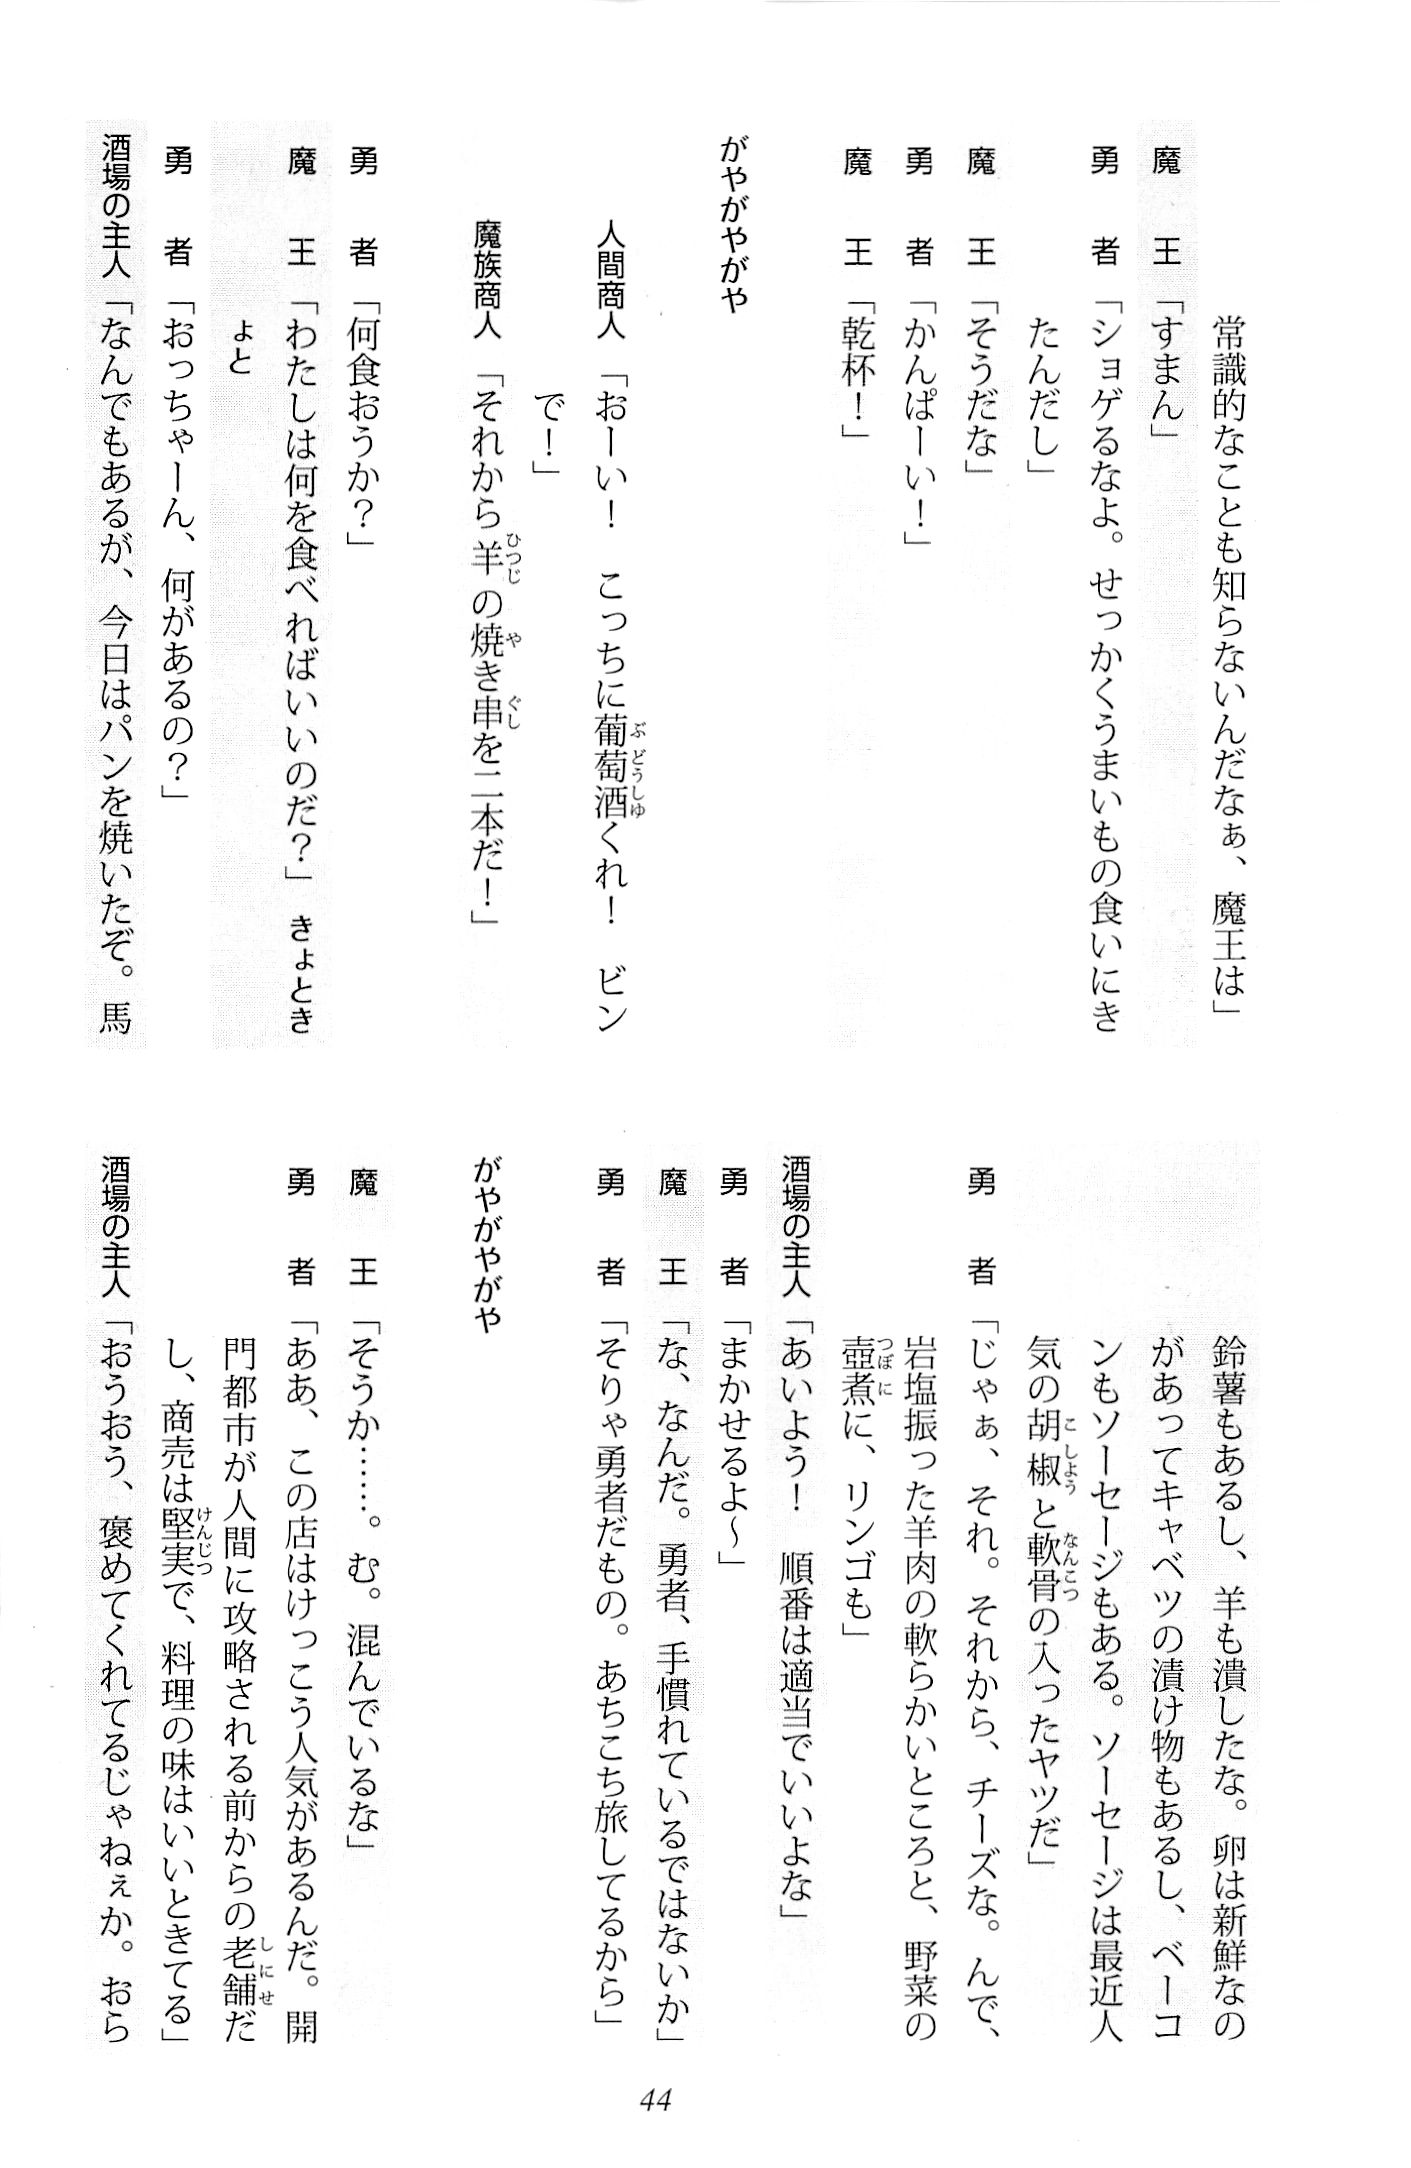 常識的なことも知らないんだなぁ、魔王は」
魔　王「すまん」
勇　者「ショゲるなよ。せっかくうまいもの食いにき
たんだし」
魔　王「そうだな」
勇　者「かんぱーい！」
魔　王「乾杯！」
がやがやがや
人間商人「おーい！　こっちに葡萄酒くれ！　ビン
で！」
魔族商人「それから羊の焼き串を二本だ！」
勇　者「何食おうか？」
魔　王「わたしは何を食べればいいのだ？」きょとき
ょと
勇　者「おっちゃーん、何があるの？」
酒場の主人「なんでもあるが、今日はパンを焼いたぞ。馬
鈴薯もあるし、羊も潰したな。卵は新鮮なの
があってキャベツの漬け物もあるし、ベーコ
ンもソーセージもある。ソーセージは最近人
気の胡椒と軟骨の入ったヤツだ」
勇　者「じゃぁ、それ。それから、チーズな。んで、
岩塩振った羊肉の軟らかいところと、野菜の
壺煮に、リンゴも」
酒場の主人「あいよう！　順番は適当でいいよな」
勇　者「まかせるよ～」
魔　王「な、なんだ。勇者、手慣れているではないか」
勇　者「そりゃ勇者だもの。あちこち旅してるから」
がやがやがや
魔　王「そうか……。む。混んでいるな」
勇　者「ああ、この店はけっこう人気があるんだ。開
門都市が人間に攻略される前からの老舗だ
し、商売は堅実で、料理の味はいいときてる」
酒場の主人「おうおう、褒めてくれてるじゃねぇか。おら
44